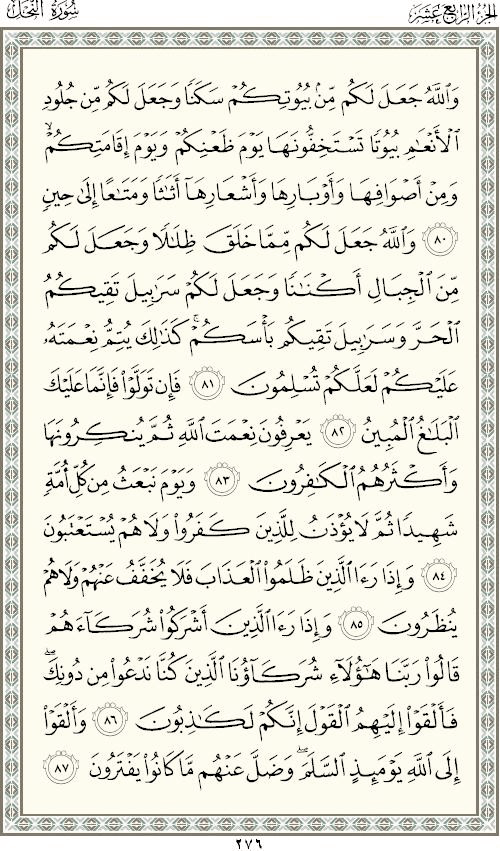 الجزء الرابع عشر
سورة النحل
وَٱللَّهُ جَعَلَ لَكُم مِّنۢ بُيُوتِكُمْ سَكَنًا وَجَعَلَ لَكُم مِّن جُلُودِ
ٱلْأَنْعَٰمِ بُيُوتًا تَسْتَخِفُّونَهَا يَوْمَ ظَعْنِكُمْ وَيَوْمَ إِقَامَتِكُمْ ۙ
وَمِنْ أَصْوَافِهَا وَأَوْبَارِهَا وَأَشْعَارِهَآ أَثَٰثًا وَمَتَٰعًا إِلَىٰ حِينٍ
٨٠ وَٱللَّهُ جَعَلَ لَكُم مِّمَّا خَلَقَ ظِلَٰلًا وَجَعَلَ لَكُم
مِّنَ ٱلْجِبَالِ أَكْنَٰنًا وَجَعَلَ لَكُمْ سَرَٰبِيلَ تَقِيكُمُ
ٱلْحَرَّ وَسَرَٰبِيلَ تَقِيكُم بَأْسَكُمْ ۚ كَذَٰلِكَ يُتِمُّ نِعْمَتَهُۥ
عَلَيْكُمْ لَعَلَّكُمْ تُسْلِمُونَ ٨١ فَإِن تَوَلَّوْا۟ فَإِنَّمَا عَلَيْكَ
ٱلْبَلَٰغُ ٱلْمُبِينُ ٨٢ يَعْرِفُونَ نِعْمَتَ ٱللَّهِ ثُمَّ يُنكِرُونَهَا
وَأَكْثَرُهُمُ ٱلْكَٰفِرُونَ ٨٣ وَيَوْمَ نَبْعَثُ مِن كُلِّ أُمَّةٍ
شَهِيدًا ثُمَّ لَا يُؤْذَنُ لِلَّذِينَ كَفَرُوا۟ وَلَا هُمْ يُسْتَعْتَبُونَ
٨٤ وَإِذَا رَءَا ٱلَّذِينَ ظَلَمُوا۟ ٱلْعَذَابَ فَلَا يُخَفَّفُ عَنْهُمْ وَلَا هُمْ
يُنظَرُونَ ٨٥ وَإِذَا رَءَا ٱلَّذِينَ أَشْرَكُوا۟ شُرَكَآءَهُمْ
قَالُوا۟ رَبَّنَا هَٰٓؤُلَآءِ شُرَكَآؤُنَا ٱلَّذِينَ كُنَّا نَدْعُوا۟ مِن دُونِكَ ۖ
فَأَلْقَوْا۟ إِلَيْهِمُ ٱلْقَوْلَ إِنَّكُمْ لَكَٰذِبُونَ ٨٦ وَأَلْقَوْا۟
إِلَى ٱللَّهِ يَوْمَئِذٍ ٱلسَّلَمَ ۖ وَضَلَّ عَنْهُم مَّا كَانُوا۟ يَفْتَرُونَ ٨٧
٢٧٦